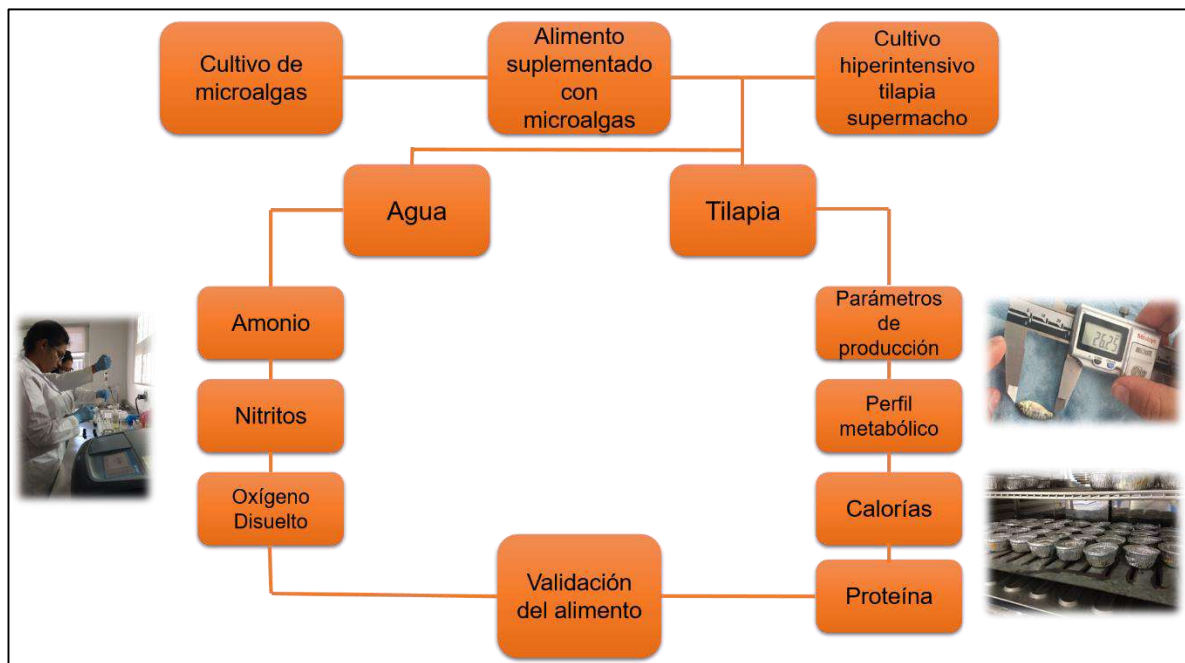 Cultivo de
microalgas
Alimento
suplementado
con
microalgas
Cultivo
hiperintensivo
tilapia
supermacho
Agua
Tilapia
Amonio
Nitritos
Oxígeno
Disuelto
Parámetros
de
producción
Perfil
metabólico
Calorías
Proteína
Validación
del alimento